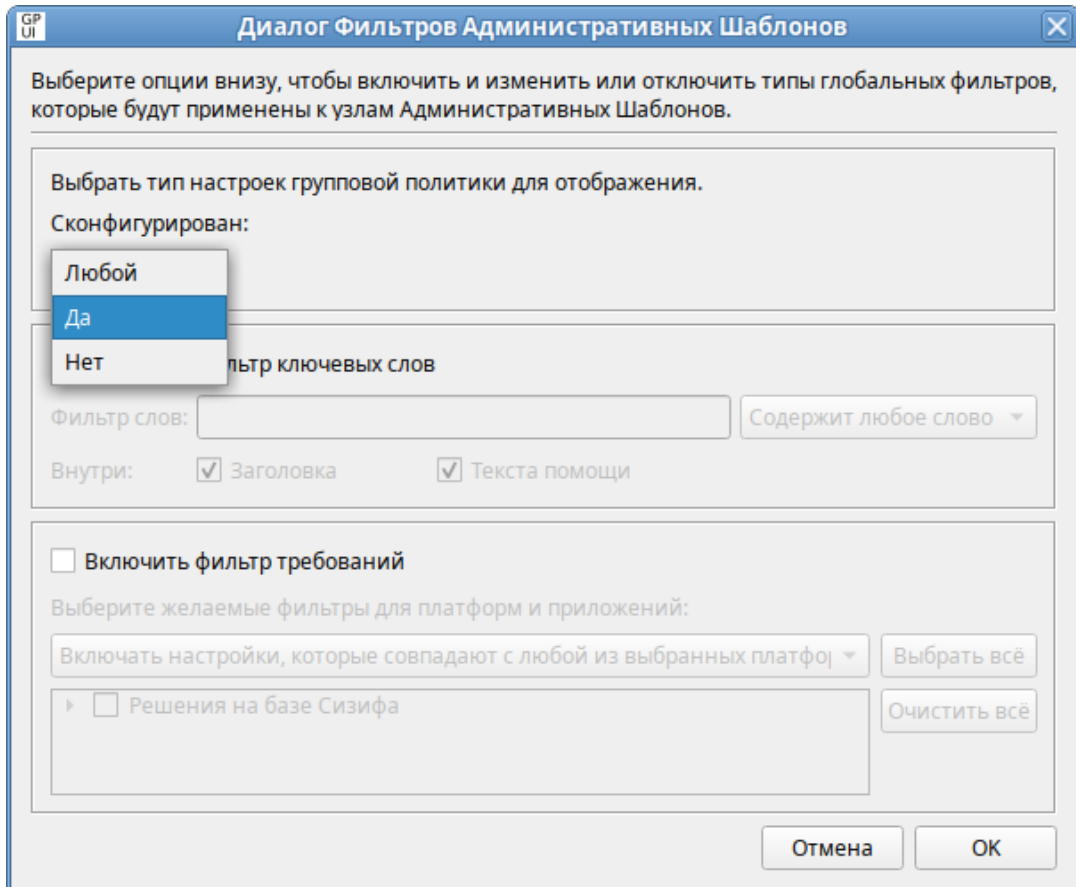 GP
UI
Диалог Фильтров Административных Шаблонов
Выберите опции внизу, чтобы включить и изменить или отключить типы глобальных фильтров,
которые будут применены к узлам Административных Шаблонов.
Выбрать тип настроек групповой политики для отображения.
Сконфигурирован:
Любой
Да
Нет
льтр ключевых слов
Фильтр слов:
Содержит любое слово
Внутри: Заголовка Текста помощи
Включить фильтр требований
Выберите желаемые фильтры для платформ и приложений:
Включать настройки, которые совпадают с любой из выбранных платфор
Выбрать всё
Решения на базе Сизифа
Очистить всё
Отмена OK